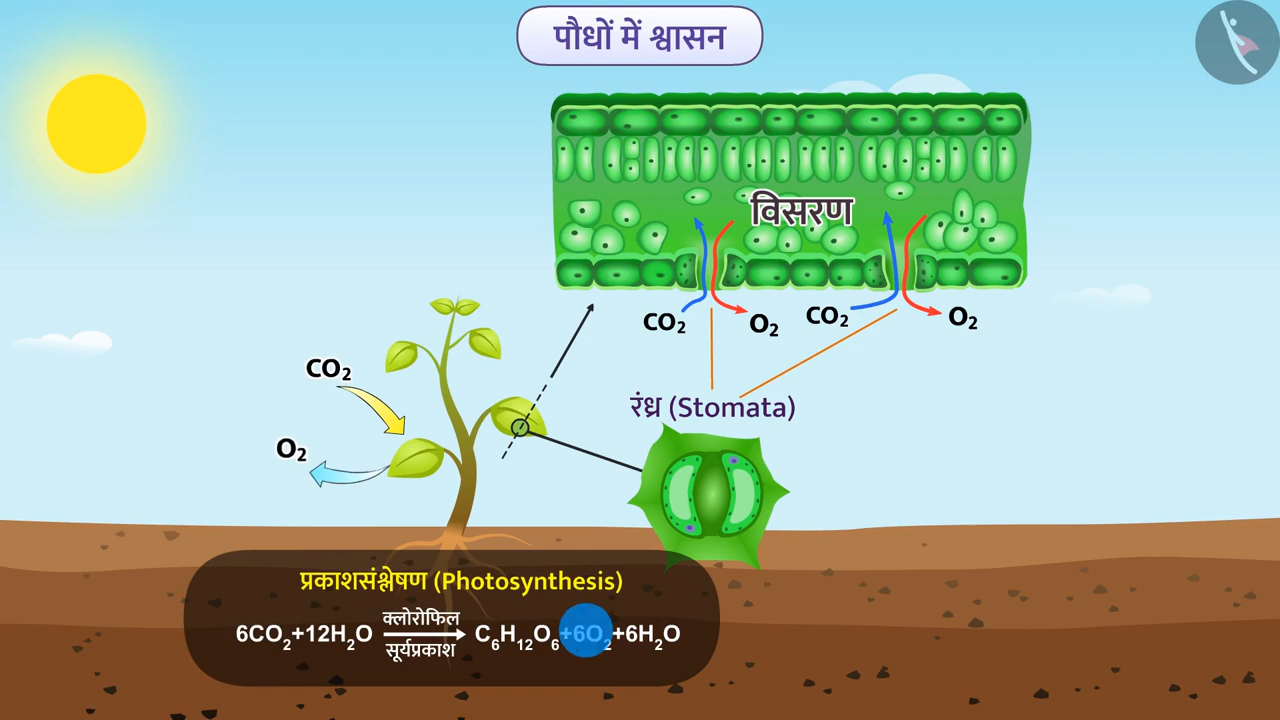 पौधों में श्वासन
विसरण
CO₂
O₂
CO₂
O₂
रंध्र (Stomata)
CO₂
O₂
प्रकाशसंश्लेषण (Photosynthesis)
6CO₂+12H₂O क्लोरोफिल सूर्यप्रकाश C₆H₁₂O₆+6O₂+6H₂O